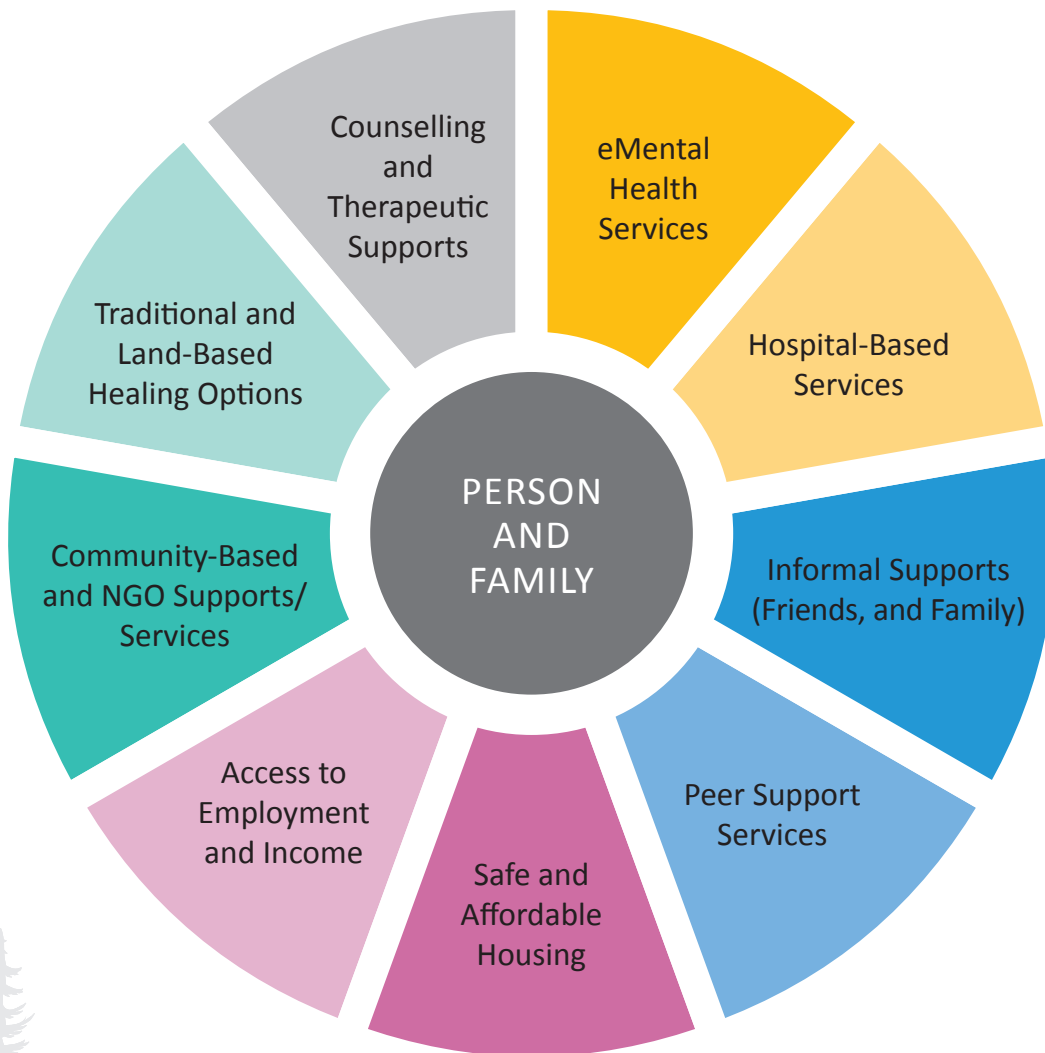 Counselling
and
Therapeutic
Supports
eMental
Health
Services
Hospital-Based
Services
Informal Supports
(Friends, and Family)
Peer Support
Services
Safe and
Affordable
Housing
Access to
Employment
and Income
Community-Based
and NGO Supports/
Services
Traditional and
Land-Based
Healing Options
PERSON
AND
FAMILY